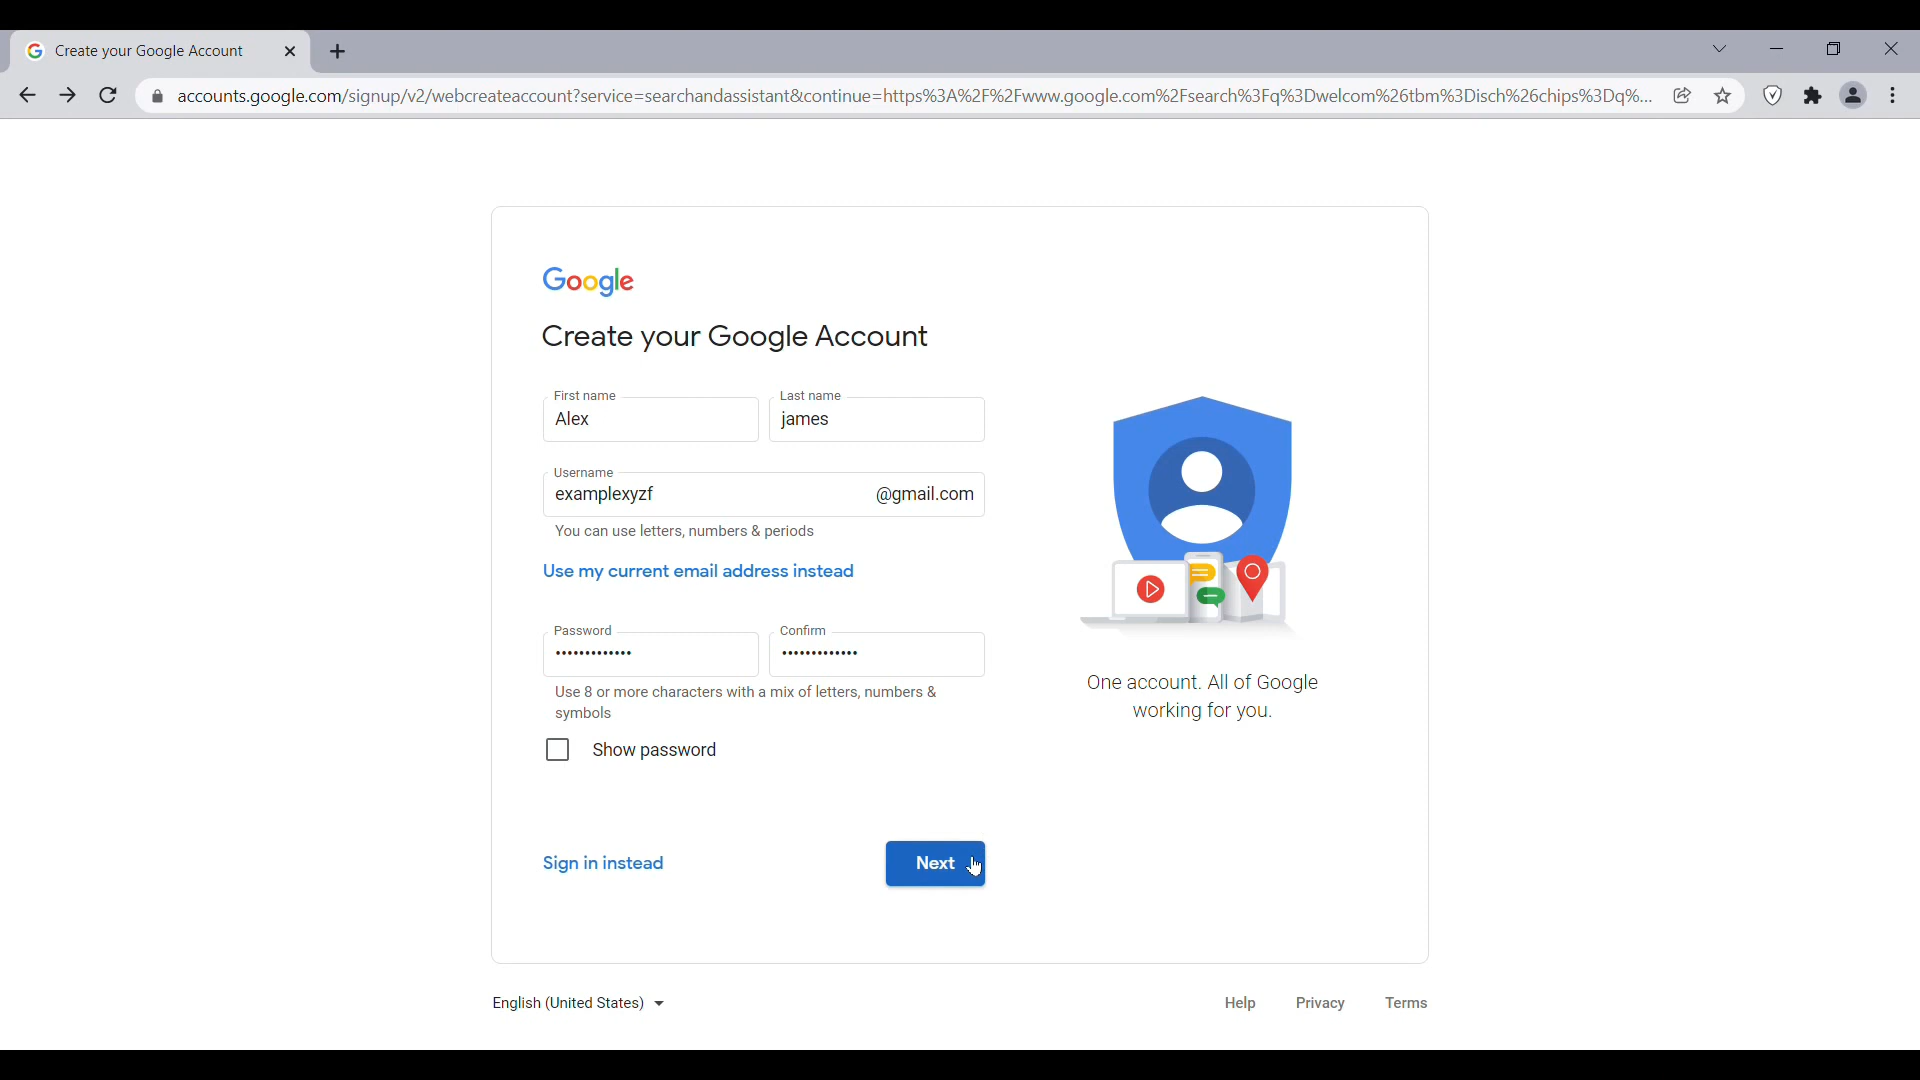 Create your Google Account
accounts.google.com/signup/v2/webcreateaccount?service=searchandassistant&continue=https%3A%2F%2Fwww.google.com%2Fsearch%3Fq%3Dwelcom%26tbm%3Disch%26chips%3Dq%...
Google
Create your Google Account
First name Last name
Alex james
Username
examplexyzf @gmail.com
You can use letters, numbers & periods
Use my current email address instead
Password Confirm
••••••••••••• •••••••••••••
Use 8 or more characters with a mix of letters, numbers &
symbols
Show password
One account. All of Google
working for you.
Sign in instead Next
English (United States) Help Privacy Terms